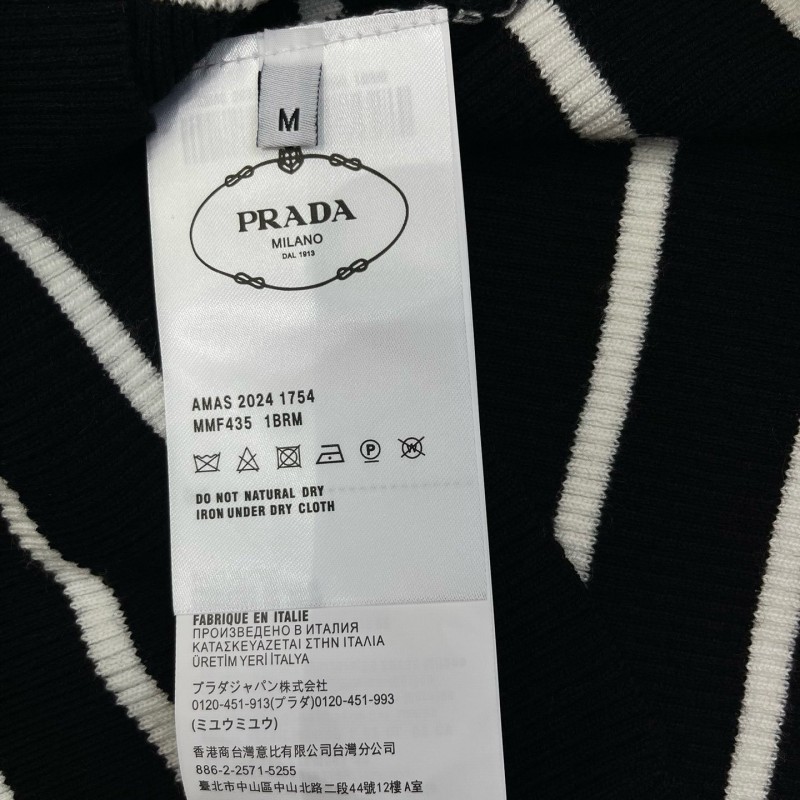 M
PRADA
MILANO
DAL 1913
AMAS 2024 1754
MMF435 1BRM
DO NOT NATURAL DRY
IRON UNDER DRY CLOTH
FABRIQUE EN ITALIE
ПРОИЗВЕДЕНО В ИТАЛИЯ
ΚΑΤΑΣΚΕΥΑΖΕΤΑΙ ΣΤΗΝ ΙΤΑΛΙΑ
ÜRETİM YERİ İTALYA
プラダジャパン株式会社
0120-451-913(プラダ)0120-451-993
(ミユウミユウ)
香港商台灣意比有限公司台灣分公司
886-2-2571-5255
臺北市中山區中山北路二段44號12樓A室